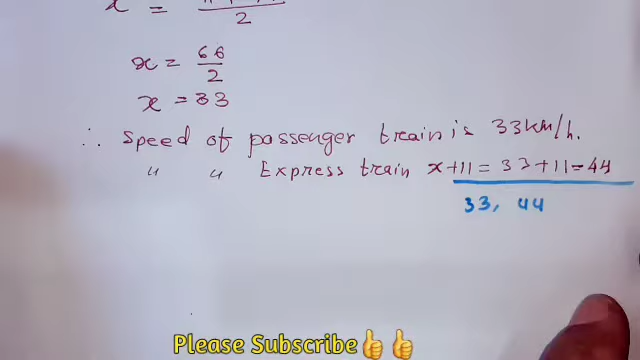 x =
2
x = 66/2
x = 33
∴ Speed of passenger train is 33km/h.
" " Express train x+11 = 33+11=44
33, 44
Please Subscribe👍👍